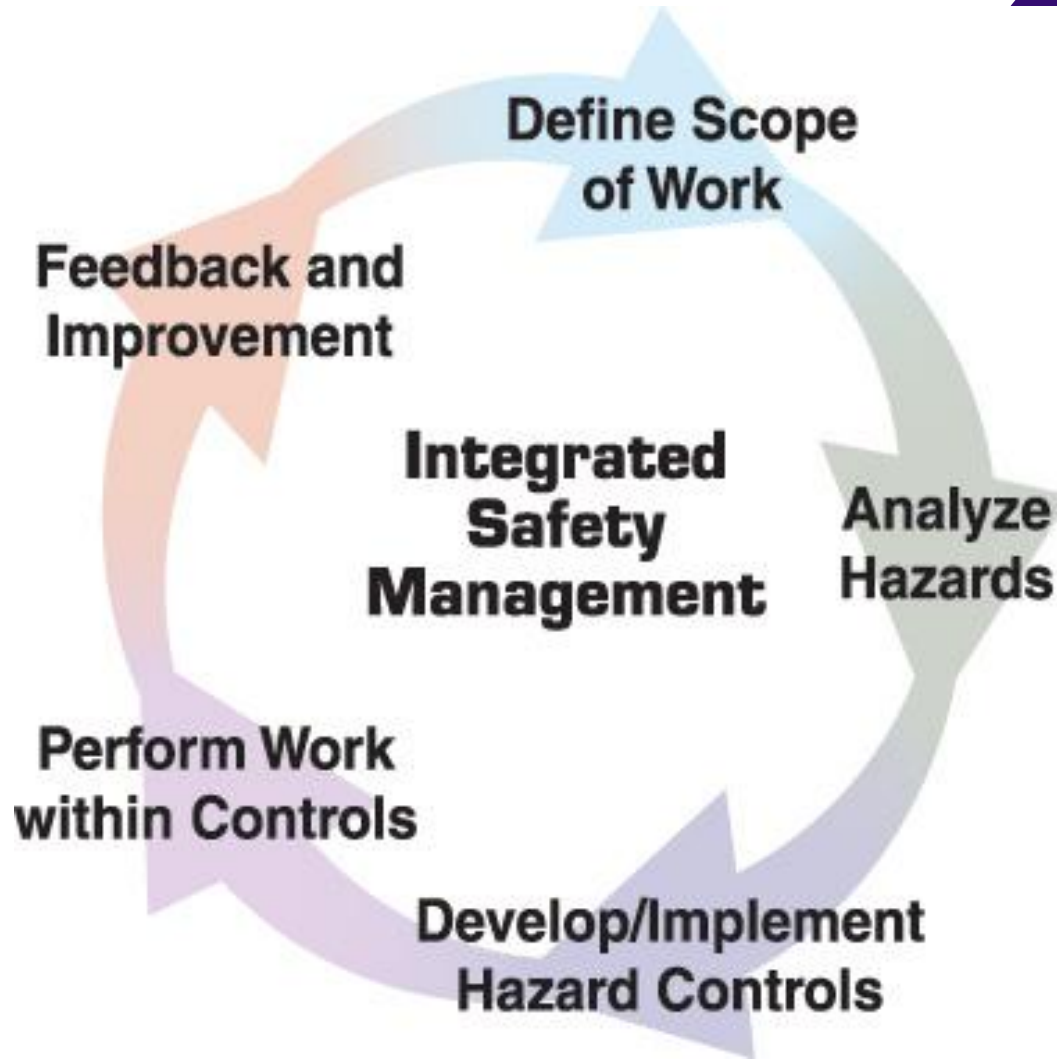 Define Scope
of Work
Feedback and
Improvement
Integrated
Safety
Management
Analyze
Hazards
Perform Work
within Controls
Develop/Implement
Hazard Controls